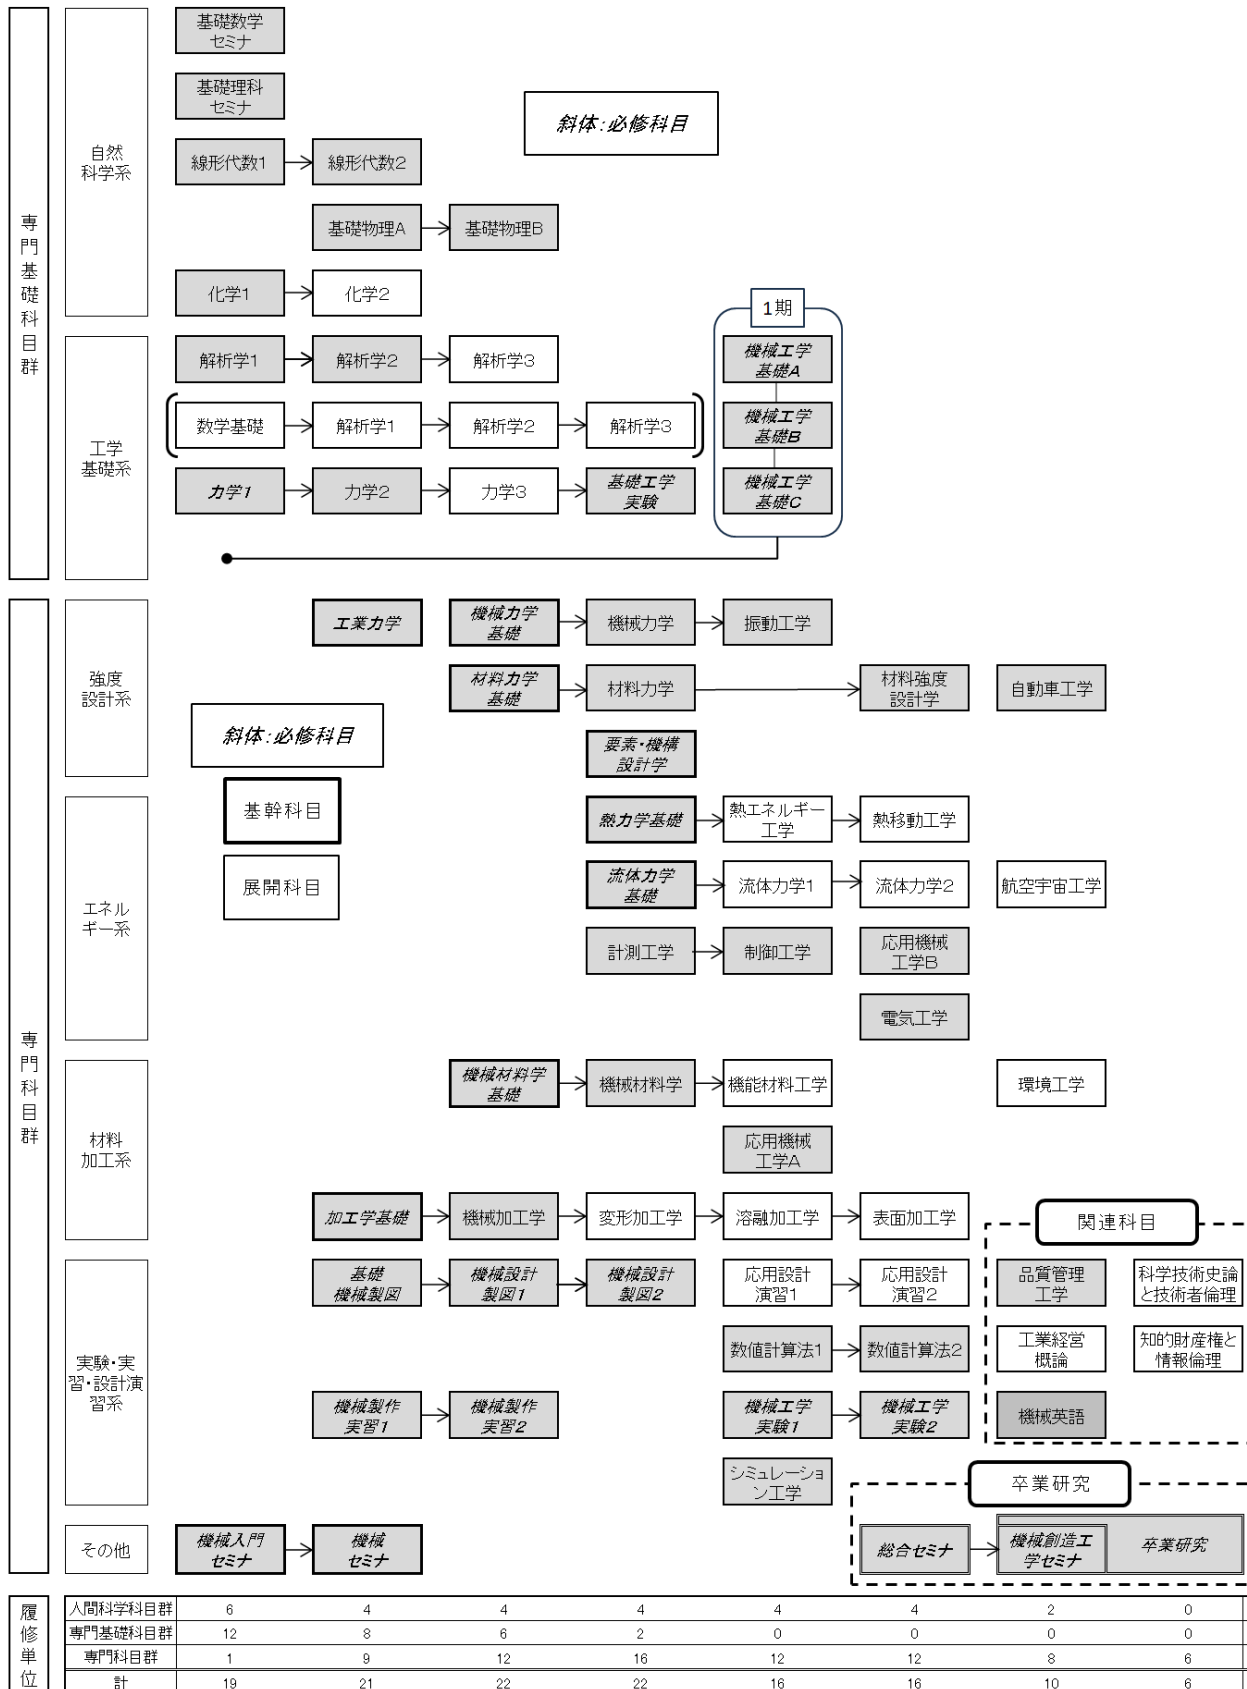 専門基礎科目群
自然
科学系
基礎数学
セミナ
基礎理科
セミナ
斜体:必修科目
線形代数1
線形代数2
基礎物理A
基礎物理B
化学1
化学2
工学
基礎系
解析学1
解析学2
解析学3
数学基礎
解析学1
解析学2
解析学3
力学1
力学2
力学3
基礎工学
実験
1期
機械工学
基礎A
機械工学
基礎B
機械工学
基礎C
専門科目群
強度
設計系
工業力学
機械力学
基礎
機械力学
振動工学
材料力学
基礎
材料力学
材料強度
設計学
自動車工学
斜体:必修科目
要素・機構
設計学
基幹科目
展開科目
エネル
ギー系
熱力学基礎
熱エネルギー
工学
熱移動工学
流体力学
基礎
流体力学1
流体力学2
航空宇宙工学
計測工学
制御工学
応用機械
工学B
電気工学
材料
加工系
機械材料学
基礎
機械材料学
機能材料工学
環境工学
応用機械
工学A
加工学基礎
機械加工学
変形加工学
溶融加工学
表面加工学
実験・実
習・設計演
習系
基礎
機械製図
機械設計
製図1
機械設計
製図2
応用設計
演習1
応用設計
演習2
数値計算法1
数値計算法2
機械製作
実習1
機械製作
実習2
機械工学
実験1
機械工学
実験2
シミュレーショ
ン工学
関連科目
品質管理
工学
科学技術史論
と技術者倫理
工業経営
概論
知的財産権と
情報倫理
機械英語
その他
機械入門
セミナ
機械
セミナ
卒業研究
総合セミナ
機械創造工
学セミナ
卒業研究
履修単位
人間科学科目群 6 4 4 4 4 4 2 0
専門基礎科目群 12 8 6 2 0 0 0 0
専門科目群 1 9 12 16 12 12 8 6
計 19 21 22 22 16 16 10 6